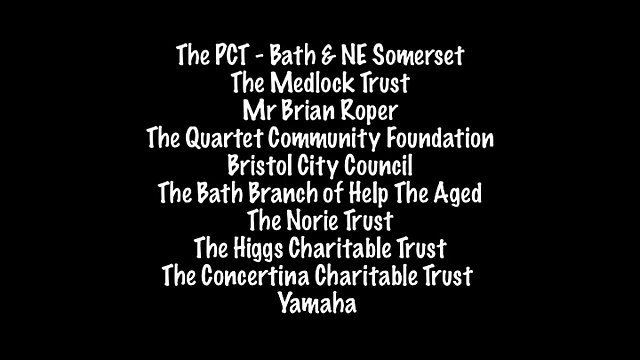 The PCT - Bath & NE Somerset
The Medlock Trust
Mr Brian Roper
The Quartet Community Foundation
Bristol City Council
The Bath Branch of Help The Aged
The Norie Trust
The Higgs Charitable Trust
The Concertina Charitable Trust
Yamaha